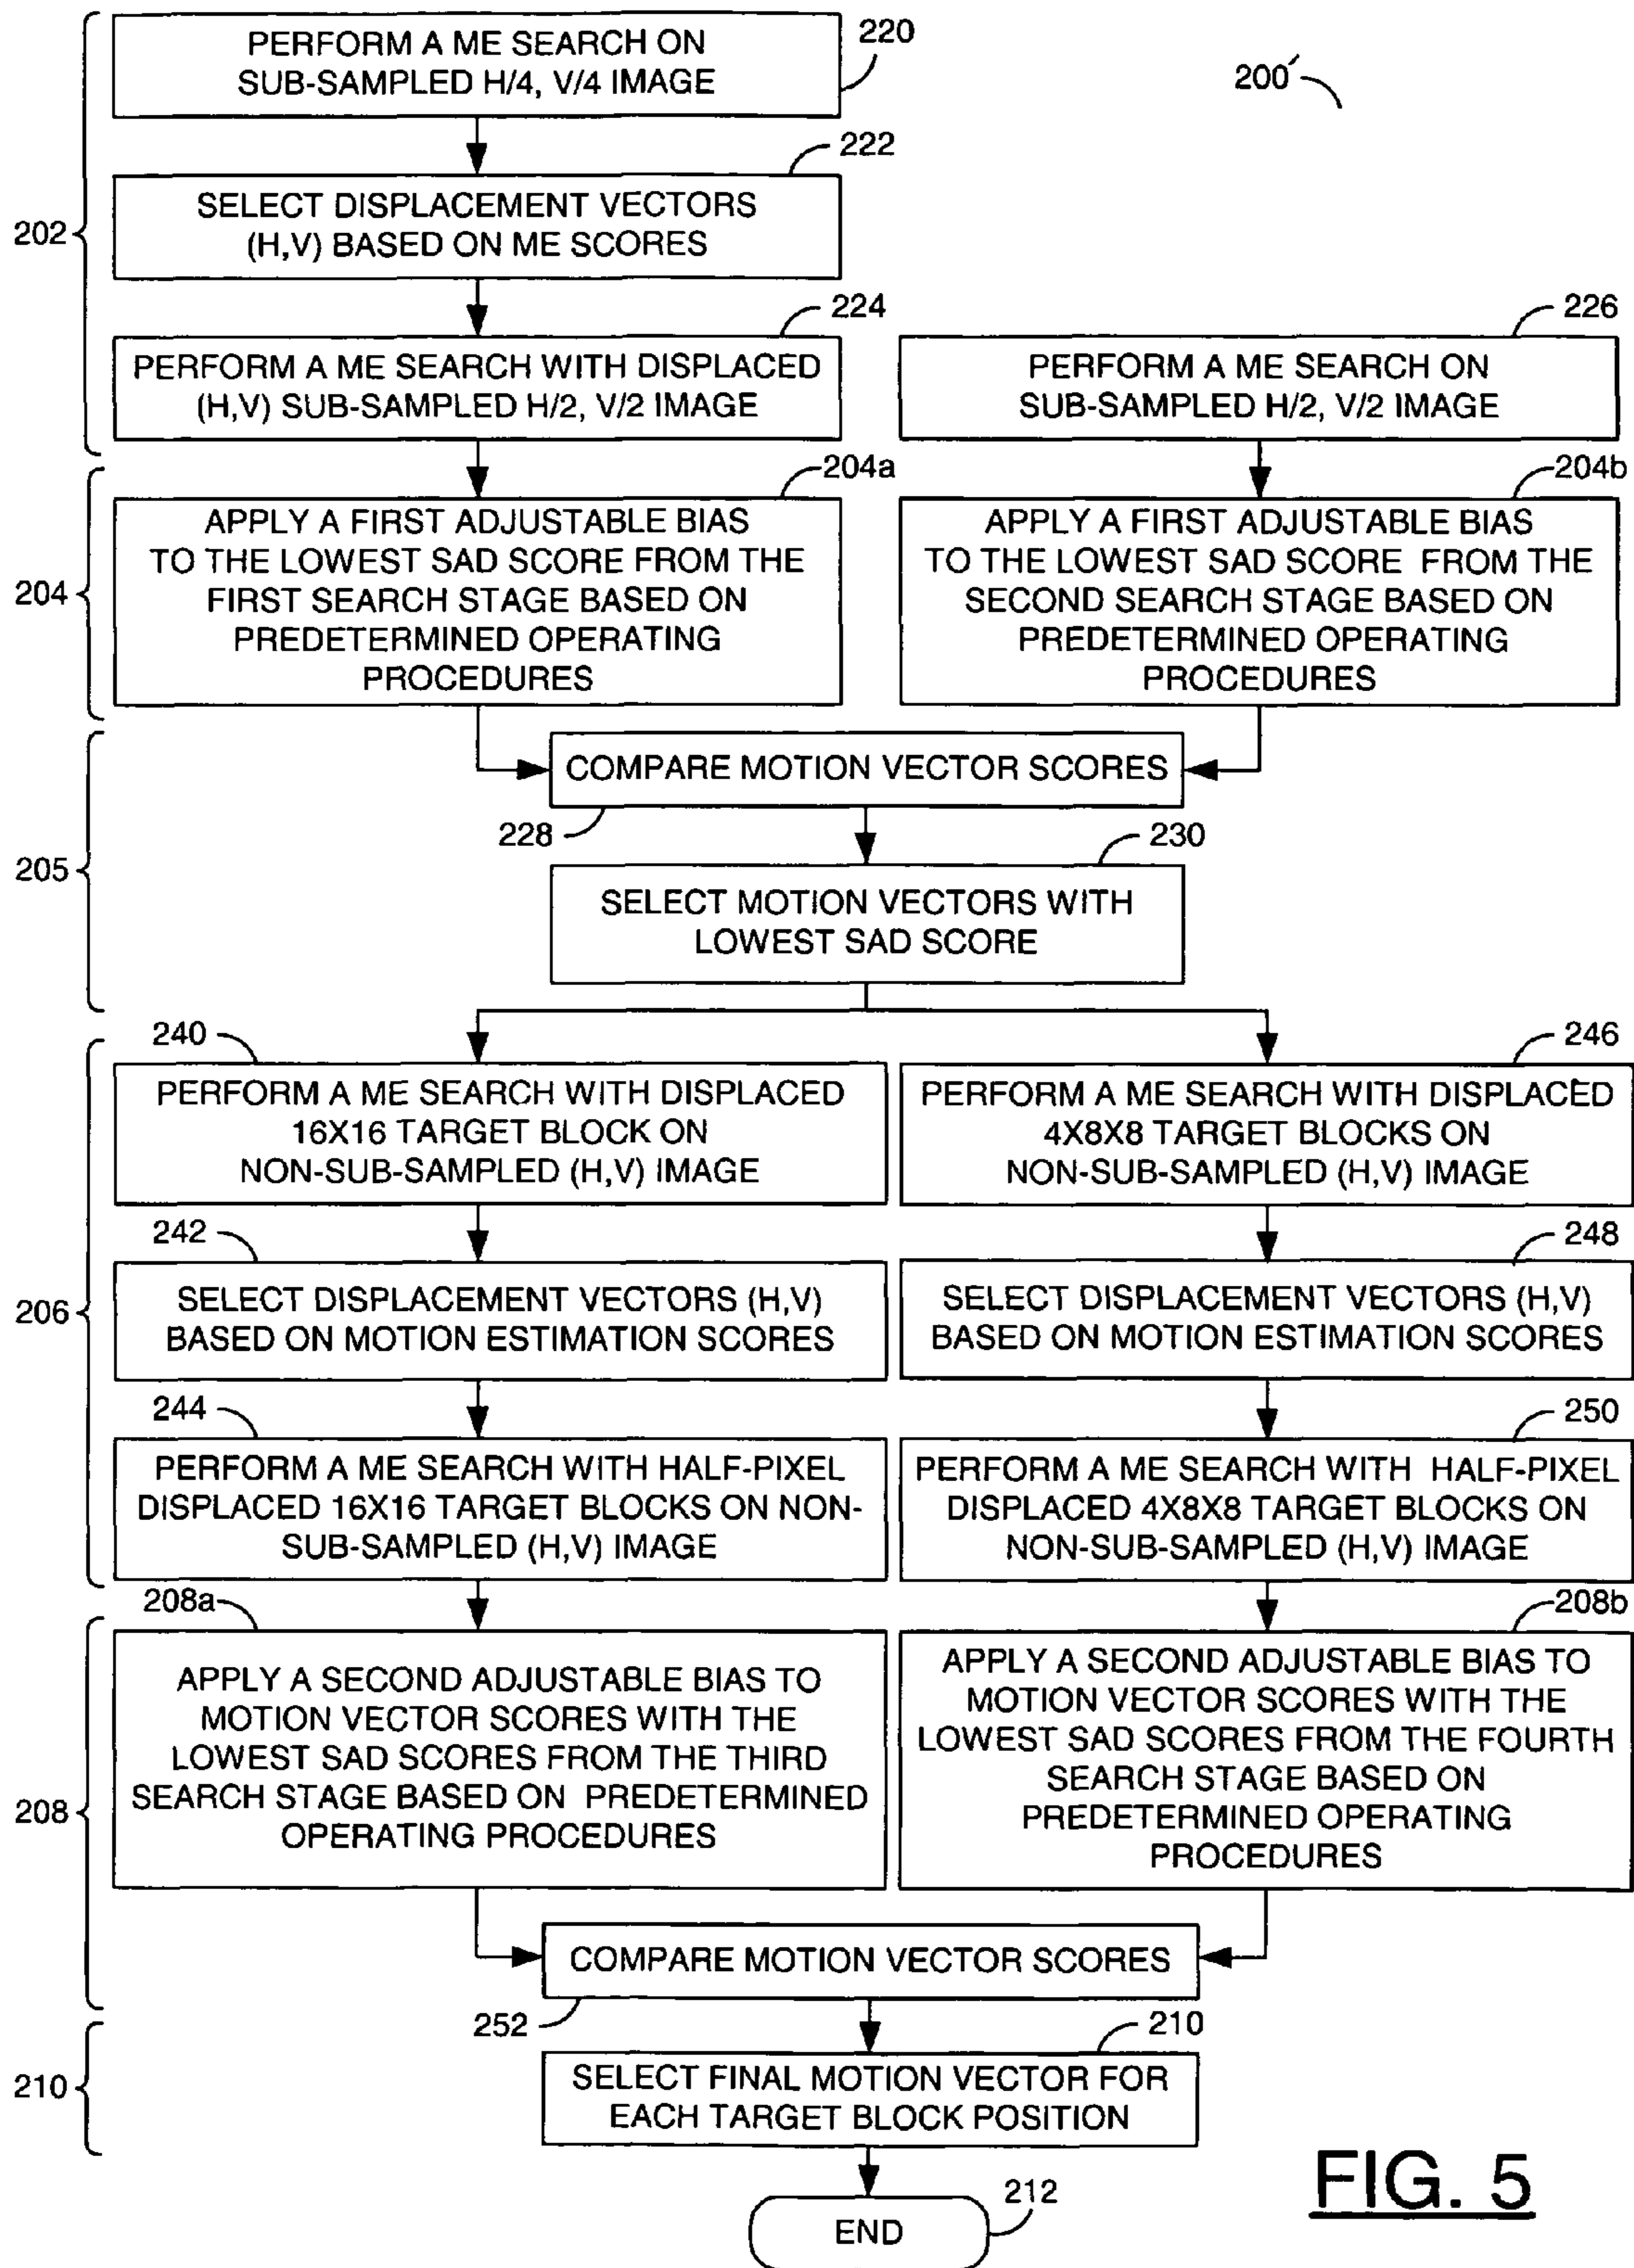 PERFORM A ME SEARCH ON
SUB-SAMPLED H/4, V/4 IMAGE
220
200′
222
SELECT DISPLACEMENT VECTORS
(H,V) BASED ON ME SCORES
202
224
PERFORM A ME SEARCH WITH DISPLACED
(H,V) SUB-SAMPLED H/2, V/2 IMAGE
226
PERFORM A ME SEARCH ON
SUB-SAMPLED H/2, V/2 IMAGE
204
204a
APPLY A FIRST ADJUSTABLE BIAS
TO THE LOWEST SAD SCORE FROM THE
FIRST SEARCH STAGE BASED ON
PREDETERMINED OPERATING
PROCEDURES
204b
APPLY A FIRST ADJUSTABLE BIAS
TO THE LOWEST SAD SCORE FROM THE
SECOND SEARCH STAGE BASED ON
PREDETERMINED OPERATING
PROCEDURES
205
COMPARE MOTION VECTOR SCORES
228
230
SELECT MOTION VECTORS WITH
LOWEST SAD SCORE
206
240
PERFORM A ME SEARCH WITH DISPLACED
16X16 TARGET BLOCK ON
NON-SUB-SAMPLED (H,V) IMAGE
246
PERFORM A ME SEARCH WITH DISPLACED
4X8X8 TARGET BLOCKS ON
NON-SUB-SAMPLED (H,V) IMAGE
242
SELECT DISPLACEMENT VECTORS (H,V)
BASED ON MOTION ESTIMATION SCORES
248
SELECT DISPLACEMENT VECTORS (H,V)
BASED ON MOTION ESTIMATION SCORES
244
PERFORM A ME SEARCH WITH HALF-PIXEL
DISPLACED 16X16 TARGET BLOCKS ON NON-
SUB-SAMPLED (H,V) IMAGE
250
PERFORM A ME SEARCH WITH HALF-PIXEL
DISPLACED 4X8X8 TARGET BLOCKS ON
NON-SUB-SAMPLED (H,V) IMAGE
208
208a
APPLY A SECOND ADJUSTABLE BIAS TO
MOTION VECTOR SCORES WITH THE
LOWEST SAD SCORES FROM THE THIRD
SEARCH STAGE BASED ON PREDETERMINED
OPERATING PROCEDURES
208b
APPLY A SECOND ADJUSTABLE BIAS TO
MOTION VECTOR SCORES WITH THE
LOWEST SAD SCORES FROM THE FOURTH
SEARCH STAGE BASED ON
PREDETERMINED OPERATING
PROCEDURES
COMPARE MOTION VECTOR SCORES
252
210
210
SELECT FINAL MOTION VECTOR FOR
EACH TARGET BLOCK POSITION
212
END
FIG. 5